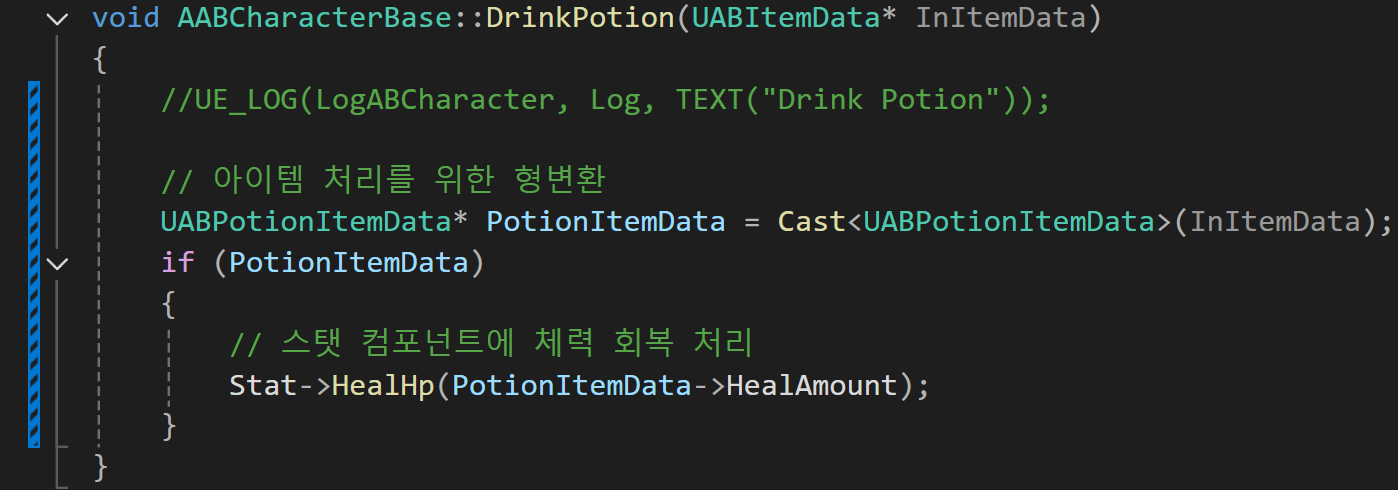 void AABCharacterBase::DrinkPotion(UABItemData* InItemData)
{
//UE_LOG(LogABCharacter, Log, TEXT("Drink Potion"));
// 아이템 처리를 위한 형변환
UABPotionItemData* PotionItemData = Cast<UABPotionItemData>(InItemData);
if (PotionItemData)
{
// 스탯 컴포넌트에 체력 회복 처리
Stat->HealHp(PotionItemData->HealAmount);
}
}